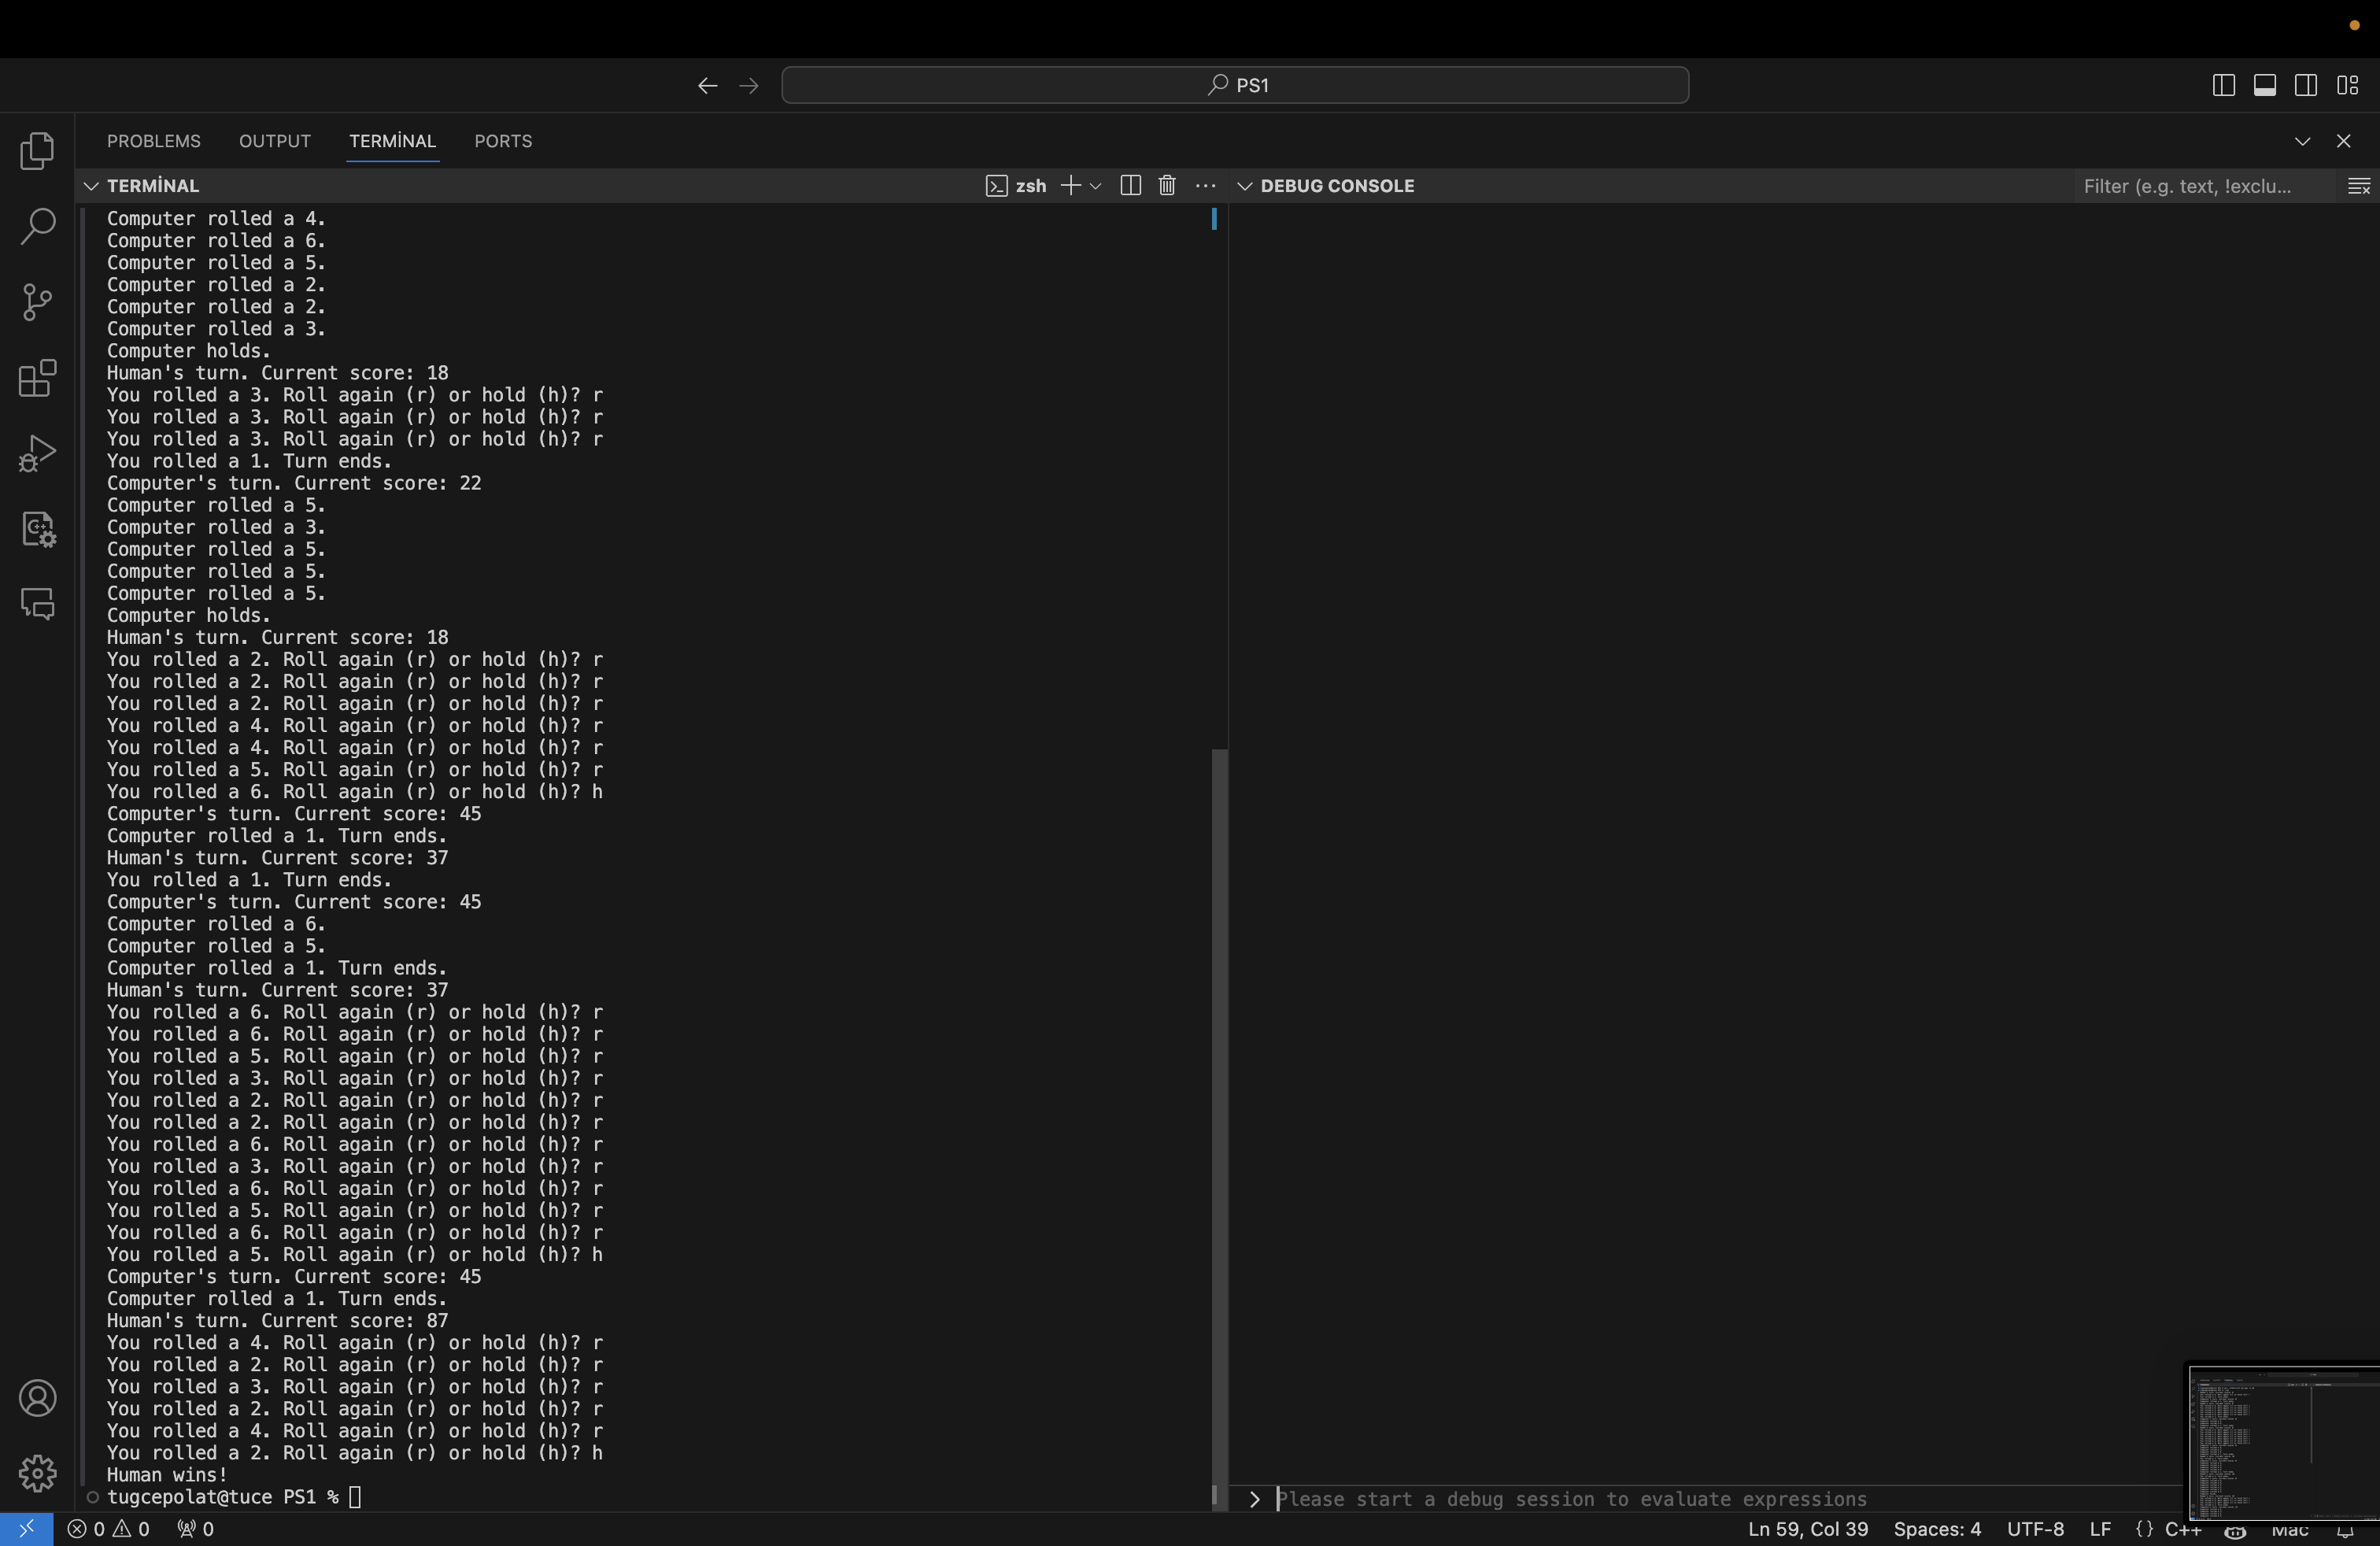 PS1
PROBLEMS OUTPUT TERMİNAL PORTS
TERMİNAL zsh DEBUG CONSOLE Filter (e.g. text, !exclu...
Computer rolled a 4.
Computer rolled a 6.
Computer rolled a 5.
Computer rolled a 2.
Computer rolled a 2.
Computer rolled a 3.
Computer holds.
Human's turn. Current score: 18
You rolled a 3. Roll again (r) or hold (h)? r
You rolled a 3. Roll again (r) or hold (h)? r
You rolled a 3. Roll again (r) or hold (h)? r
You rolled a 1. Turn ends.
Computer's turn. Current score: 22
Computer rolled a 5.
Computer rolled a 3.
Computer rolled a 5.
Computer rolled a 5.
Computer rolled a 5.
Computer holds.
Human's turn. Current score: 18
You rolled a 2. Roll again (r) or hold (h)? r
You rolled a 2. Roll again (r) or hold (h)? r
You rolled a 2. Roll again (r) or hold (h)? r
You rolled a 4. Roll again (r) or hold (h)? r
You rolled a 4. Roll again (r) or hold (h)? r
You rolled a 5. Roll again (r) or hold (h)? r
You rolled a 6. Roll again (r) or hold (h)? h
Computer's turn. Current score: 45
Computer rolled a 1. Turn ends.
Human's turn. Current score: 37
You rolled a 1. Turn ends.
Computer's turn. Current score: 45
Computer rolled a 6.
Computer rolled a 5.
Computer rolled a 1. Turn ends.
Human's turn. Current score: 37
You rolled a 6. Roll again (r) or hold (h)? r
You rolled a 6. Roll again (r) or hold (h)? r
You rolled a 5. Roll again (r) or hold (h)? r
You rolled a 3. Roll again (r) or hold (h)? r
You rolled a 2. Roll again (r) or hold (h)? r
You rolled a 2. Roll again (r) or hold (h)? r
You rolled a 6. Roll again (r) or hold (h)? r
You rolled a 3. Roll again (r) or hold (h)? r
You rolled a 6. Roll again (r) or hold (h)? r
You rolled a 5. Roll again (r) or hold (h)? r
You rolled a 6. Roll again (r) or hold (h)? r
You rolled a 5. Roll again (r) or hold (h)? h
Computer's turn. Current score: 45
Computer rolled a 1. Turn ends.
Human's turn. Current score: 87
You rolled a 4. Roll again (r) or hold (h)? r
You rolled a 2. Roll again (r) or hold (h)? r
You rolled a 3. Roll again (r) or hold (h)? r
You rolled a 2. Roll again (r) or hold (h)? r
You rolled a 4. Roll again (r) or hold (h)? r
You rolled a 2. Roll again (r) or hold (h)? h
Human wins!
tugcepolat@tuce PS1 %
Please start a debug session to evaluate expressions
0 0 0 Ln 59, Col 39 Spaces: 4 UTF-8 LF {} C++ Mac